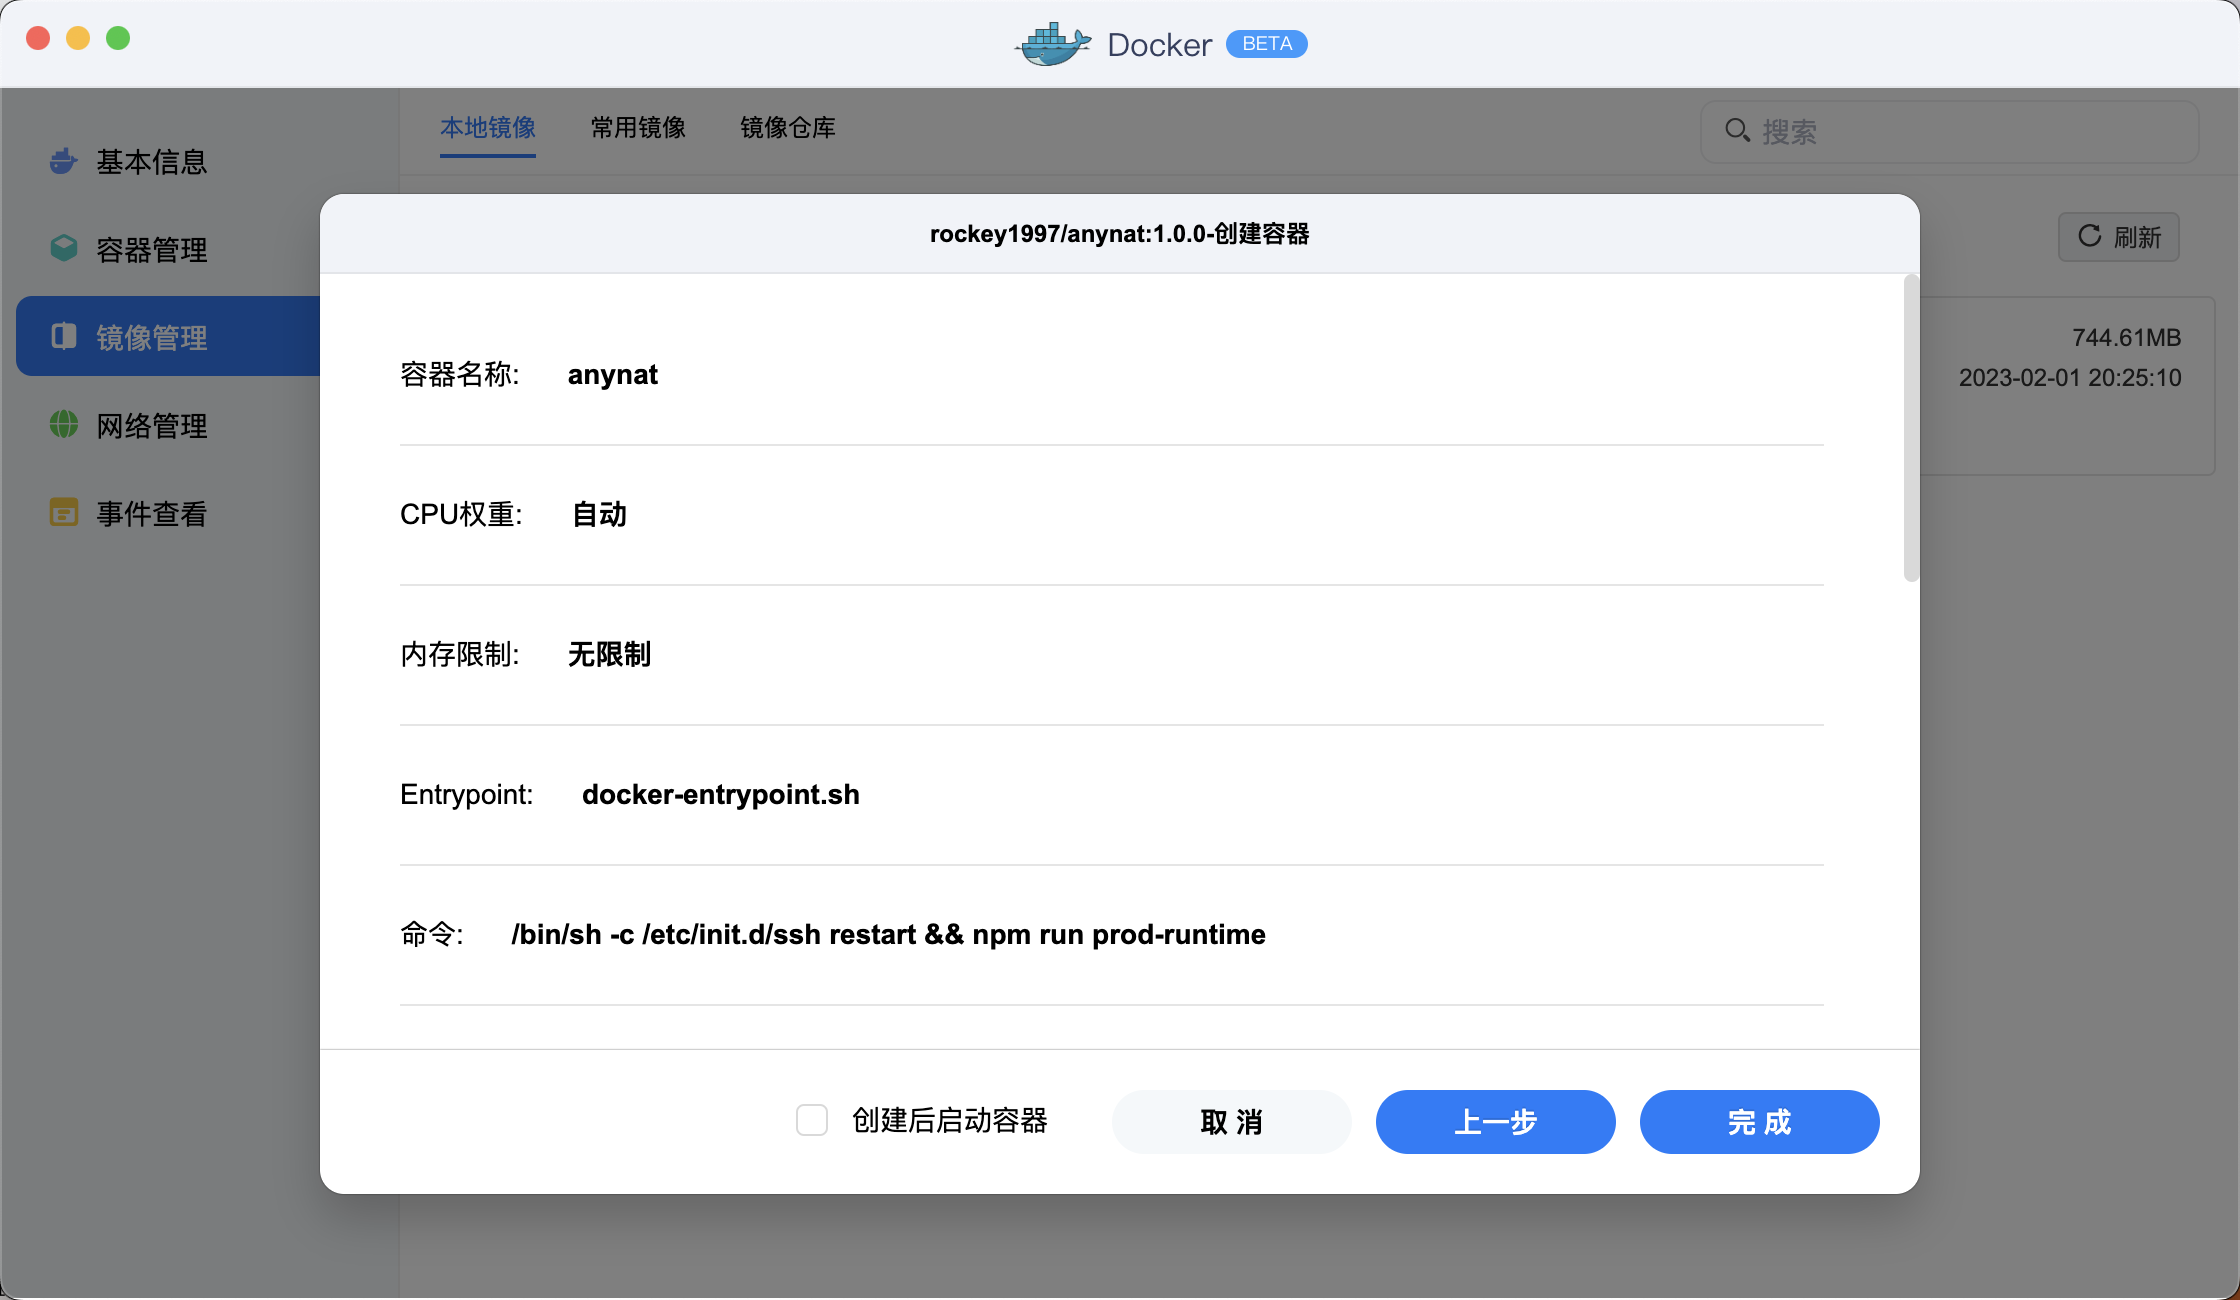 Docker BETA
本地镜像 常用镜像 镜像仓库 搜索
基本信息
容器管理
镜像管理
网络管理
事件查看
刷新
744.61MB
2023-02-01 20:25:10
rockey1997/anynat:1.0.0-创建容器
容器名称: anynat
CPU权重: 自动
内存限制: 无限制
Entrypoint: docker-entrypoint.sh
命令: /bin/sh -c /etc/init.d/ssh restart && npm run prod-runtime
创建后启动容器 取 消 上一步 完 成